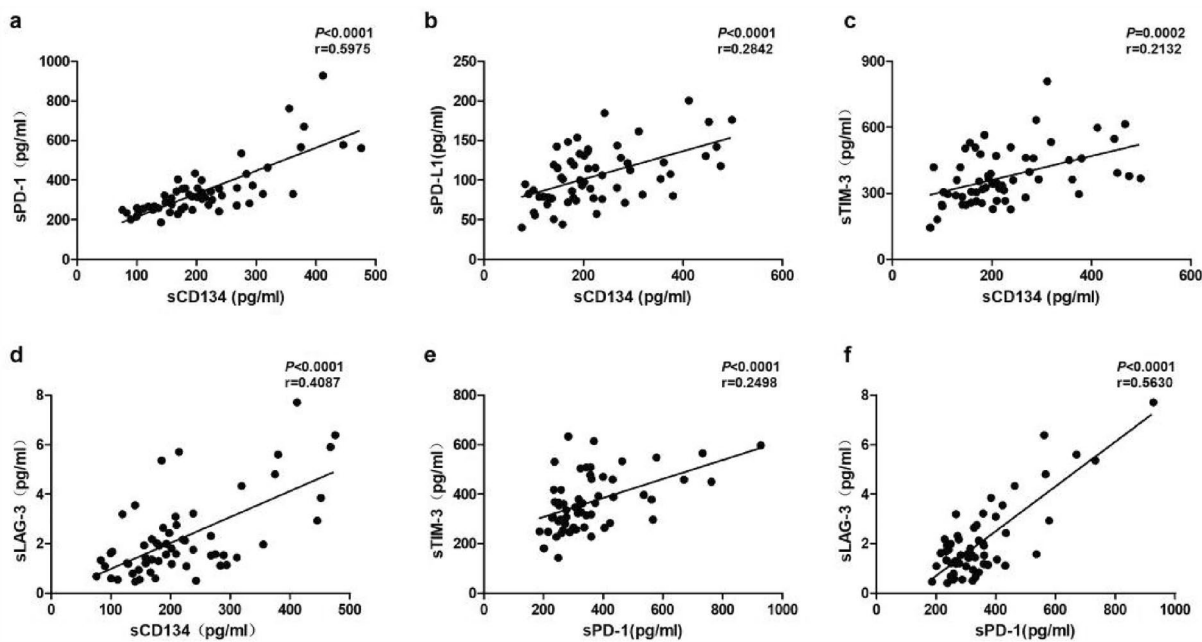 a
P<0.0001
r=0.5975
sPD-1 (pg/ml)
1000
800
600
400
200
0
0 100 200 300 400 500
sCD134 (pg/ml)
b
P<0.0001
r=0.2842
sPD-L1(pg/ml)
250
200
150
100
50
0
0 200 400 600
sCD134 (pg/ml)
c
P=0.0002
r=0.2132
sTIM-3 (pg/ml)
900
600
300
0
0 200 400 600
sCD134 (pg/ml)
d
P<0.0001
r=0.4087
sLAG-3 (pg/ml)
8
6
4
2
0
0 100 200 300 400 500
sCD134 (pg/ml)
e
P<0.0001
r=0.2498
sTIM-3 (pg/ml)
800
600
400
200
0
0 200 400 600 800 1000
sPD-1(pg/ml)
f
P<0.0001
r=0.5630
sLAG-3 (pg/ml)
8
6
4
2
0
0 200 400 600 800 1000
sPD-1(pg/ml)